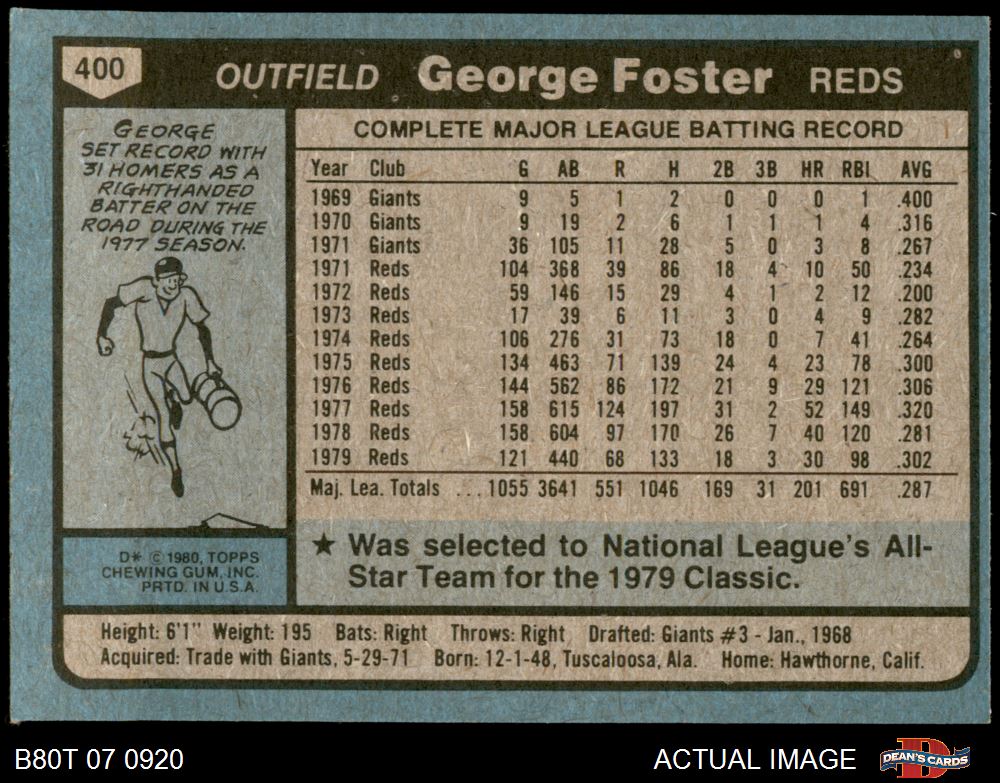 400
OUTFIELD George Foster REDS
GEORGE
SET RECORD WITH
31 HOMERS AS A
RIGHTHANDED
BATTER ON THE
ROAD DURING THE
1977 SEASON.
COMPLETE MAJOR LEAGUE BATTING RECORD
Year Club G AB R H 2B 3B HR RBI AVG
1969 Giants 9 5 1 2 0 0 0 1 .400
1970 Giants 9 19 2 6 1 1 1 4 .316
1971 Giants 36 105 11 28 5 0 3 8 .267
1971 Reds 104 368 39 86 18 4 10 50 .234
1972 Reds 59 146 15 29 4 1 2 12 .200
1973 Reds 17 39 6 11 3 0 4 9 .282
1974 Reds 106 276 31 73 18 0 7 41 .264
1975 Reds 134 463 71 139 24 4 23 78 .300
1976 Reds 144 562 86 172 21 9 29 121 .306
1977 Reds 158 615 124 197 31 2 52 149 .320
1978 Reds 158 604 97 170 26 7 40 120 .281
1979 Reds 121 440 68 133 18 3 30 98 .302
Maj. Lea. Totals ... 1055 3641 551 1046 169 31 201 691 .287
★ Was selected to National League's All-
Star Team for the 1979 Classic.
D* © 1980, TOPPS
CHEWING GUM, INC.
PRTD. IN U.S.A.
Height: 6'1" Weight: 195 Bats: Right Throws: Right Drafted: Giants #3 - Jan., 1968
Acquired: Trade with Giants, 5-29-71 Born: 12-1-48, Tuscaloosa, Ala. Home: Hawthorne, Calif.
B80T 07 0920
ACTUAL IMAGE
D
DEAN'S CARDS